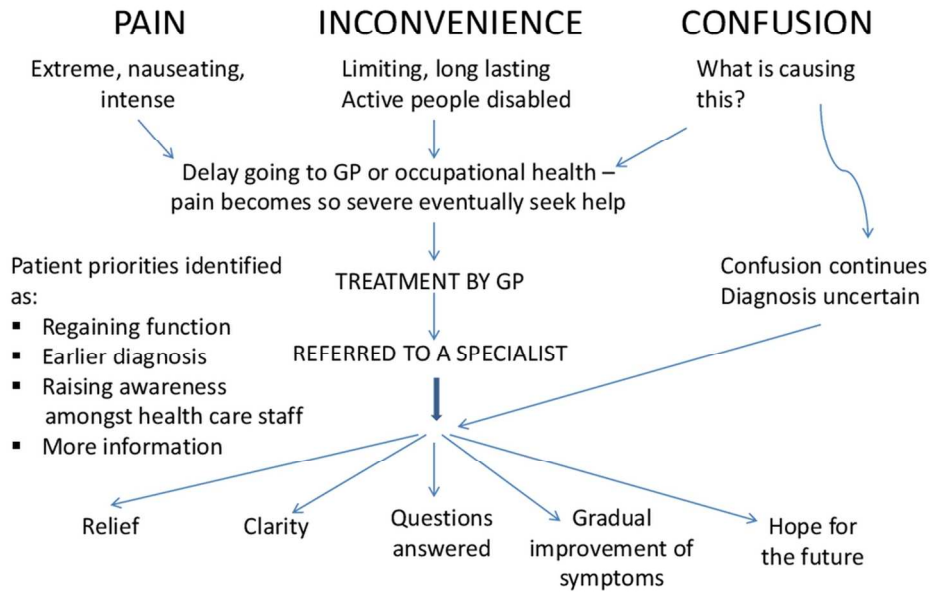 PAIN
INCONVENIENCE
CONFUSION
Extreme, nauseating,
intense
Limiting, long lasting
Active people disabled
What is causing
this?
Delay going to GP or occupational health –
pain becomes so severe eventually seek help
Patient priorities identified
as:
▪ Regaining function
▪ Earlier diagnosis
▪ Raising awareness
amongst health care staff
▪ More information
TREATMENT BY GP
REFERRED TO A SPECIALIST
Confusion continues
Diagnosis uncertain
Relief
Clarity
Questions
answered
Gradual
improvement of
symptoms
Hope for
the future